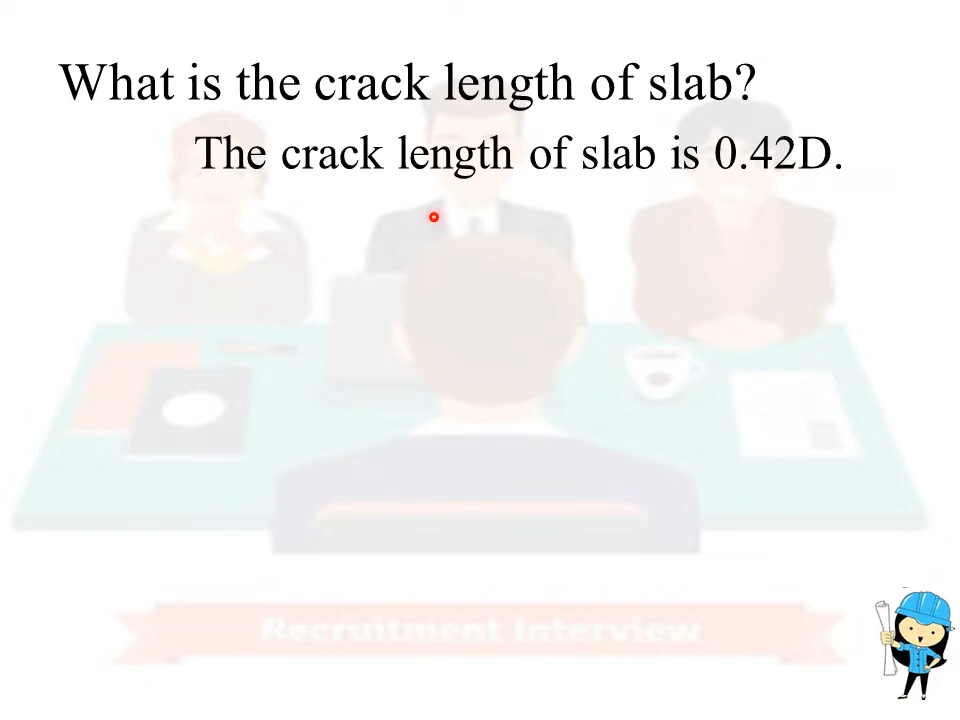 What is the crack length of slab?
The crack length of slab is 0.42D.
Recruitment Interview